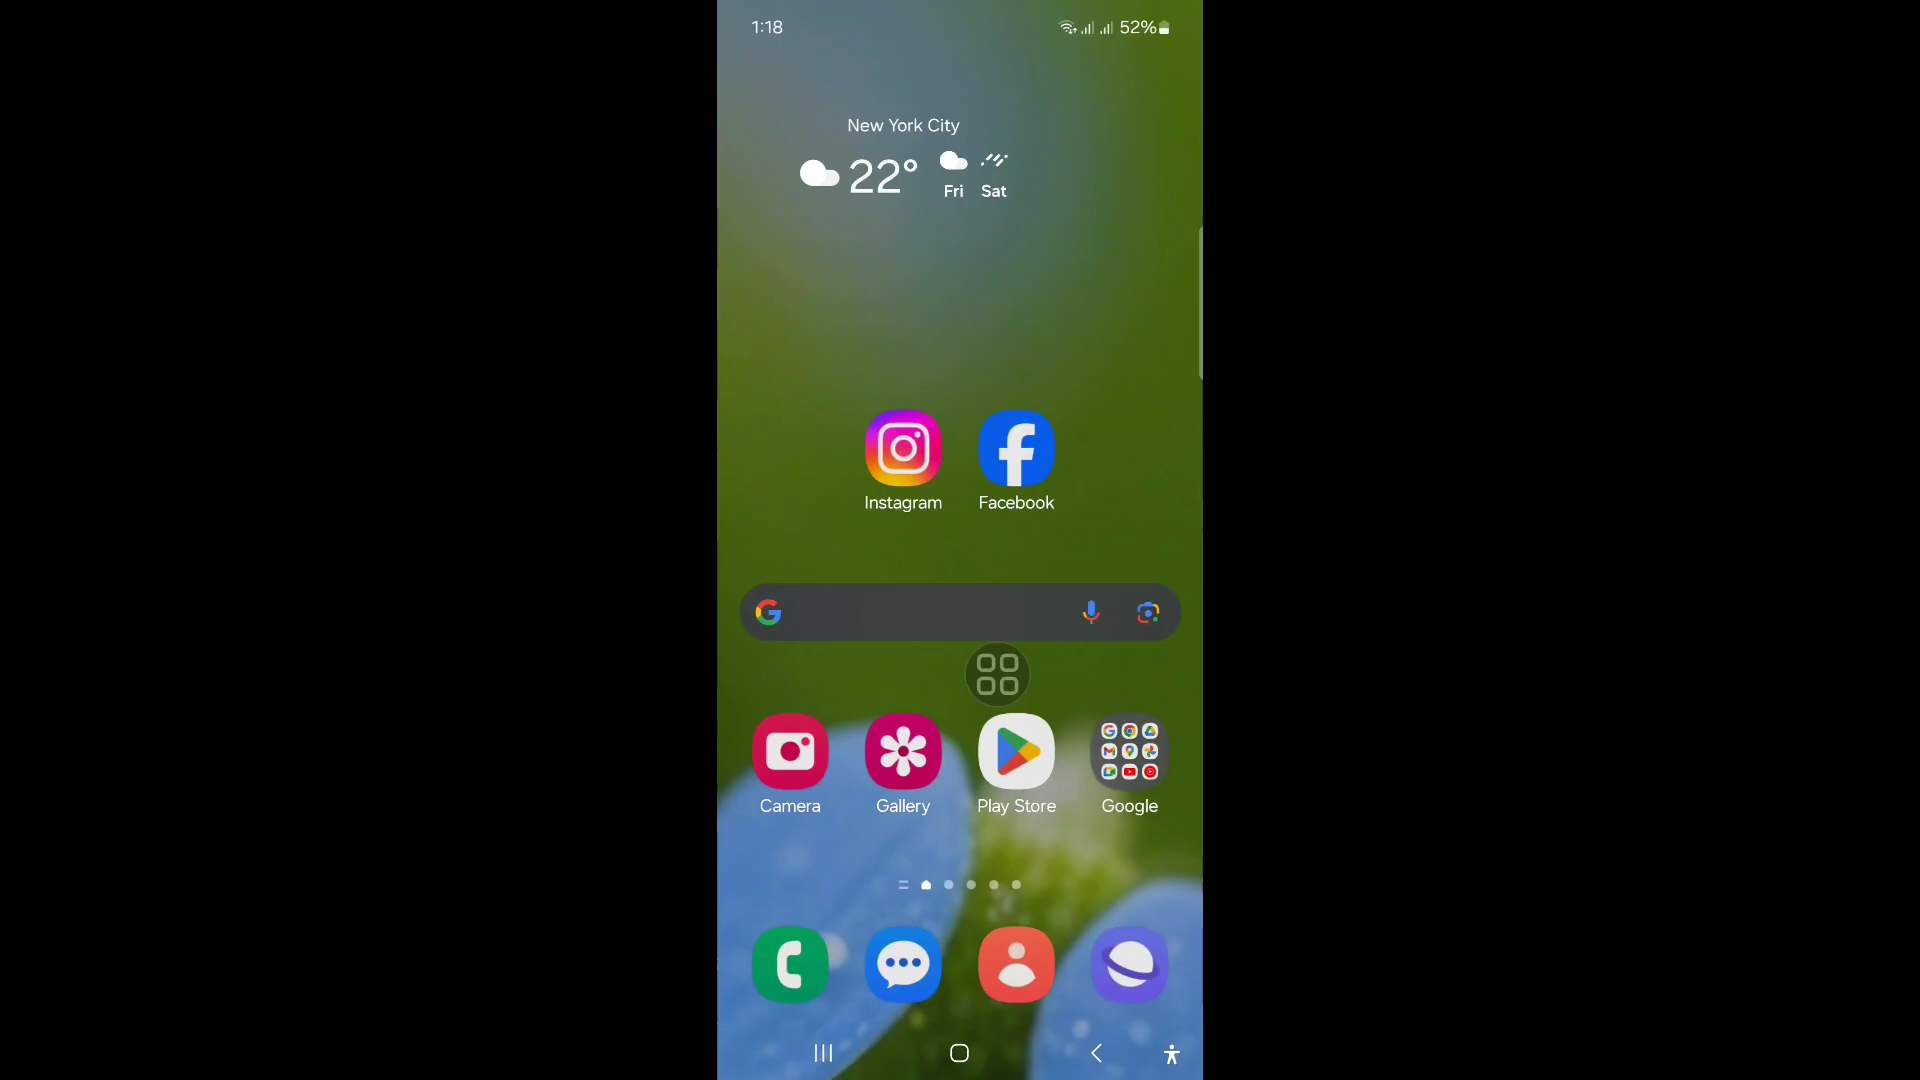 1:18
52%
New York City
22°
Fri Sat
Instagram Facebook
Camera Gallery Play Store Google